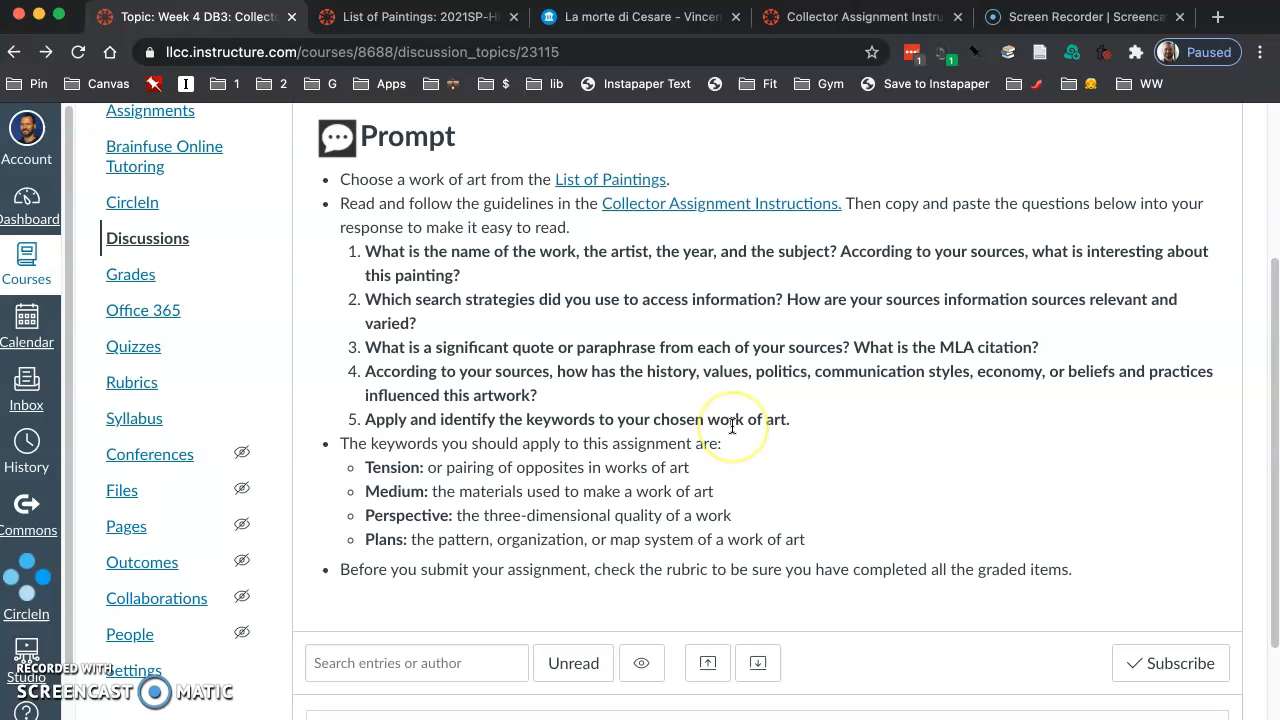 Topic: Week 4 DB3: Collecto
List of Paintings: 2021SP-H
La morte di Cesare - Vincen
Collector Assignment Instru
Screen Recorder | Screenca
llcc.instructure.com/courses/8688/discussion_topics/23115
1
1
Paused
Pin
Canvas
1
2
G
Apps
$
lib
Instapaper Text
Fit
Gym
Save to Instapaper
WW
Account
Dashboard
Courses
Calendar
Inbox
History
Commons
CircleIn
Studio
Assignments
Brainfuse Online
Tutoring
CircleIn
Discussions
Grades
Office 365
Quizzes
Rubrics
Syllabus
Conferences
Files
Pages
Outcomes
Collaborations
People
Settings
Prompt
• Choose a work of art from the List of Paintings.
• Read and follow the guidelines in the Collector Assignment Instructions. Then copy and paste the questions below into your
response to make it easy to read.
1. What is the name of the work, the artist, the year, and the subject? According to your sources, what is interesting about
this painting?
2. Which search strategies did you use to access information? How are your sources information sources relevant and
varied?
3. What is a significant quote or paraphrase from each of your sources? What is the MLA citation?
4. According to your sources, how has the history, values, politics, communication styles, economy, or beliefs and practices
influenced this artwork?
5. Apply and identify the keywords to your chosen work of art.
• The keywords you should apply to this assignment are:
Tension: or pairing of opposites in works of art
Medium: the materials used to make a work of art
Perspective: the three-dimensional quality of a work
Plans: the pattern, organization, or map system of a work of art
• Before you submit your assignment, check the rubric to be sure you have completed all the graded items.
Search entries or author
Unread
Subscribe
RECORDED WITH
SCREENCAST MATIC